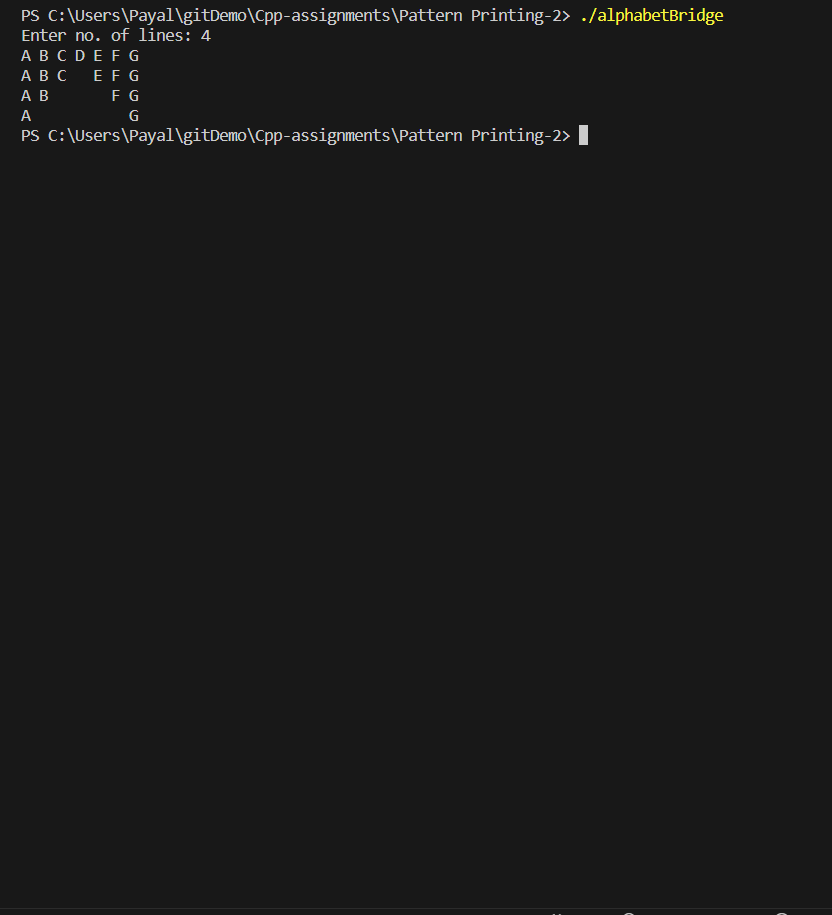 PS C:\Users\Payal\gitDemo\Cpp-assignments\Pattern Printing-2> ./alphabetBridge
Enter no. of lines: 4
A B C D E F G
A B C   E F G
A B       F G
A           G
PS C:\Users\Payal\gitDemo\Cpp-assignments\Pattern Printing-2>